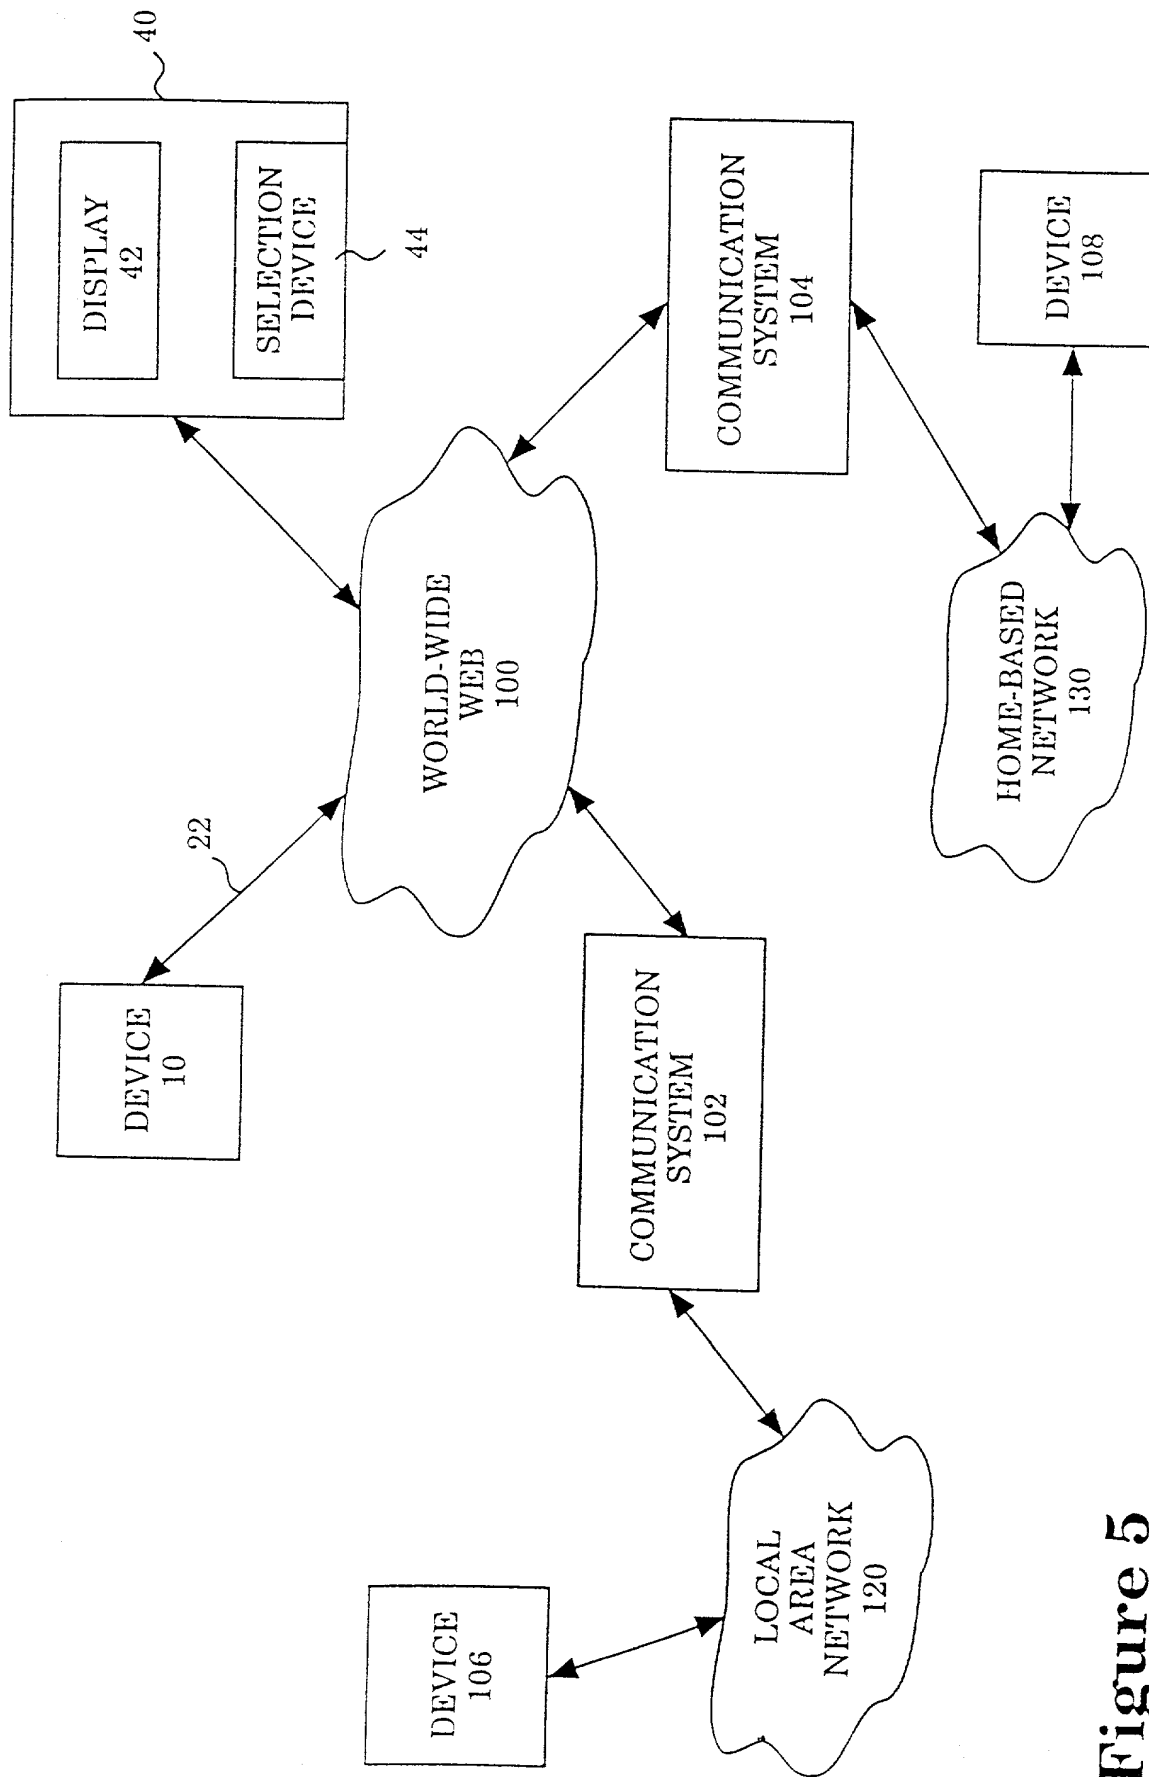 40
DISPLAY
42
SELECTION
DEVICE
44
22
DEVICE
10
WORLD-WIDE
WEB
100
COMMUNICATION
SYSTEM
104
COMMUNICATION
SYSTEM
102
DEVICE
106
LOCAL
AREA
NETWORK
120
HOME-BASED
NETWORK
130
DEVICE
108
Figure 5